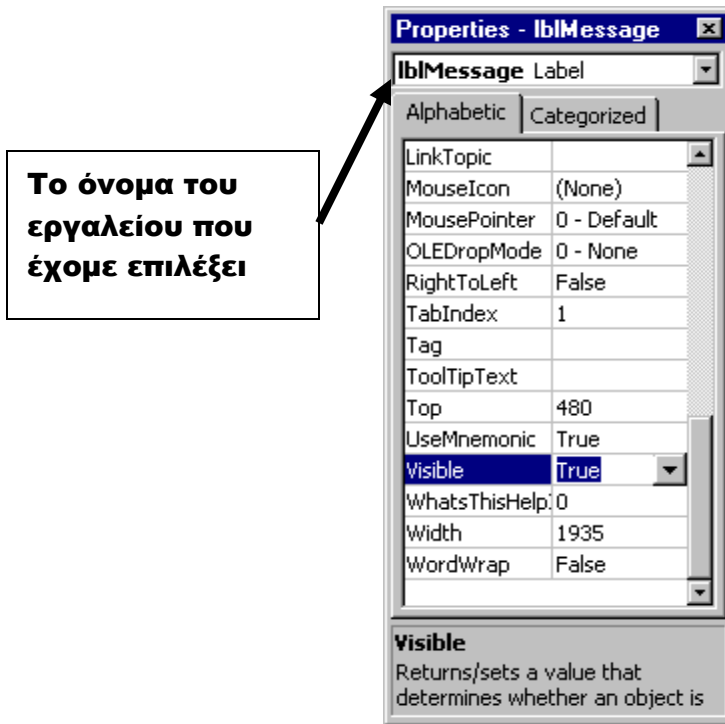 Properties - lblMessage
lblMessage Label
Alphabetic Categorized
Το όνομα του
εργαλείου που
έχομε επιλέξει
LinkTopic
MouseIcon (None)
MousePointer 0 - Default
OLEDropMode 0 - None
RightToLeft False
TabIndex 1
Tag
ToolTipText
Top 480
UseMnemonic True
Visible True
WhatsThisHelp 0
Width 1935
WordWrap False
Visible
Returns/sets a value that
determines whether an object is